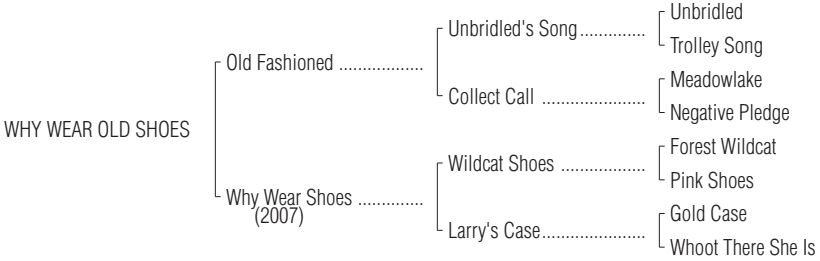 Unbridled
Unbridled's Song..............
Trolley Song
Old Fashioned ..................
Meadowlake
Collect Call ......................
Negative Pledge
WHY WEAR OLD SHOES
Forest Wildcat
Wildcat Shoes ..................
Pink Shoes
Why Wear Shoes ..............
(2007)
Gold Case
Larry's Case......................
Whoot There She Is